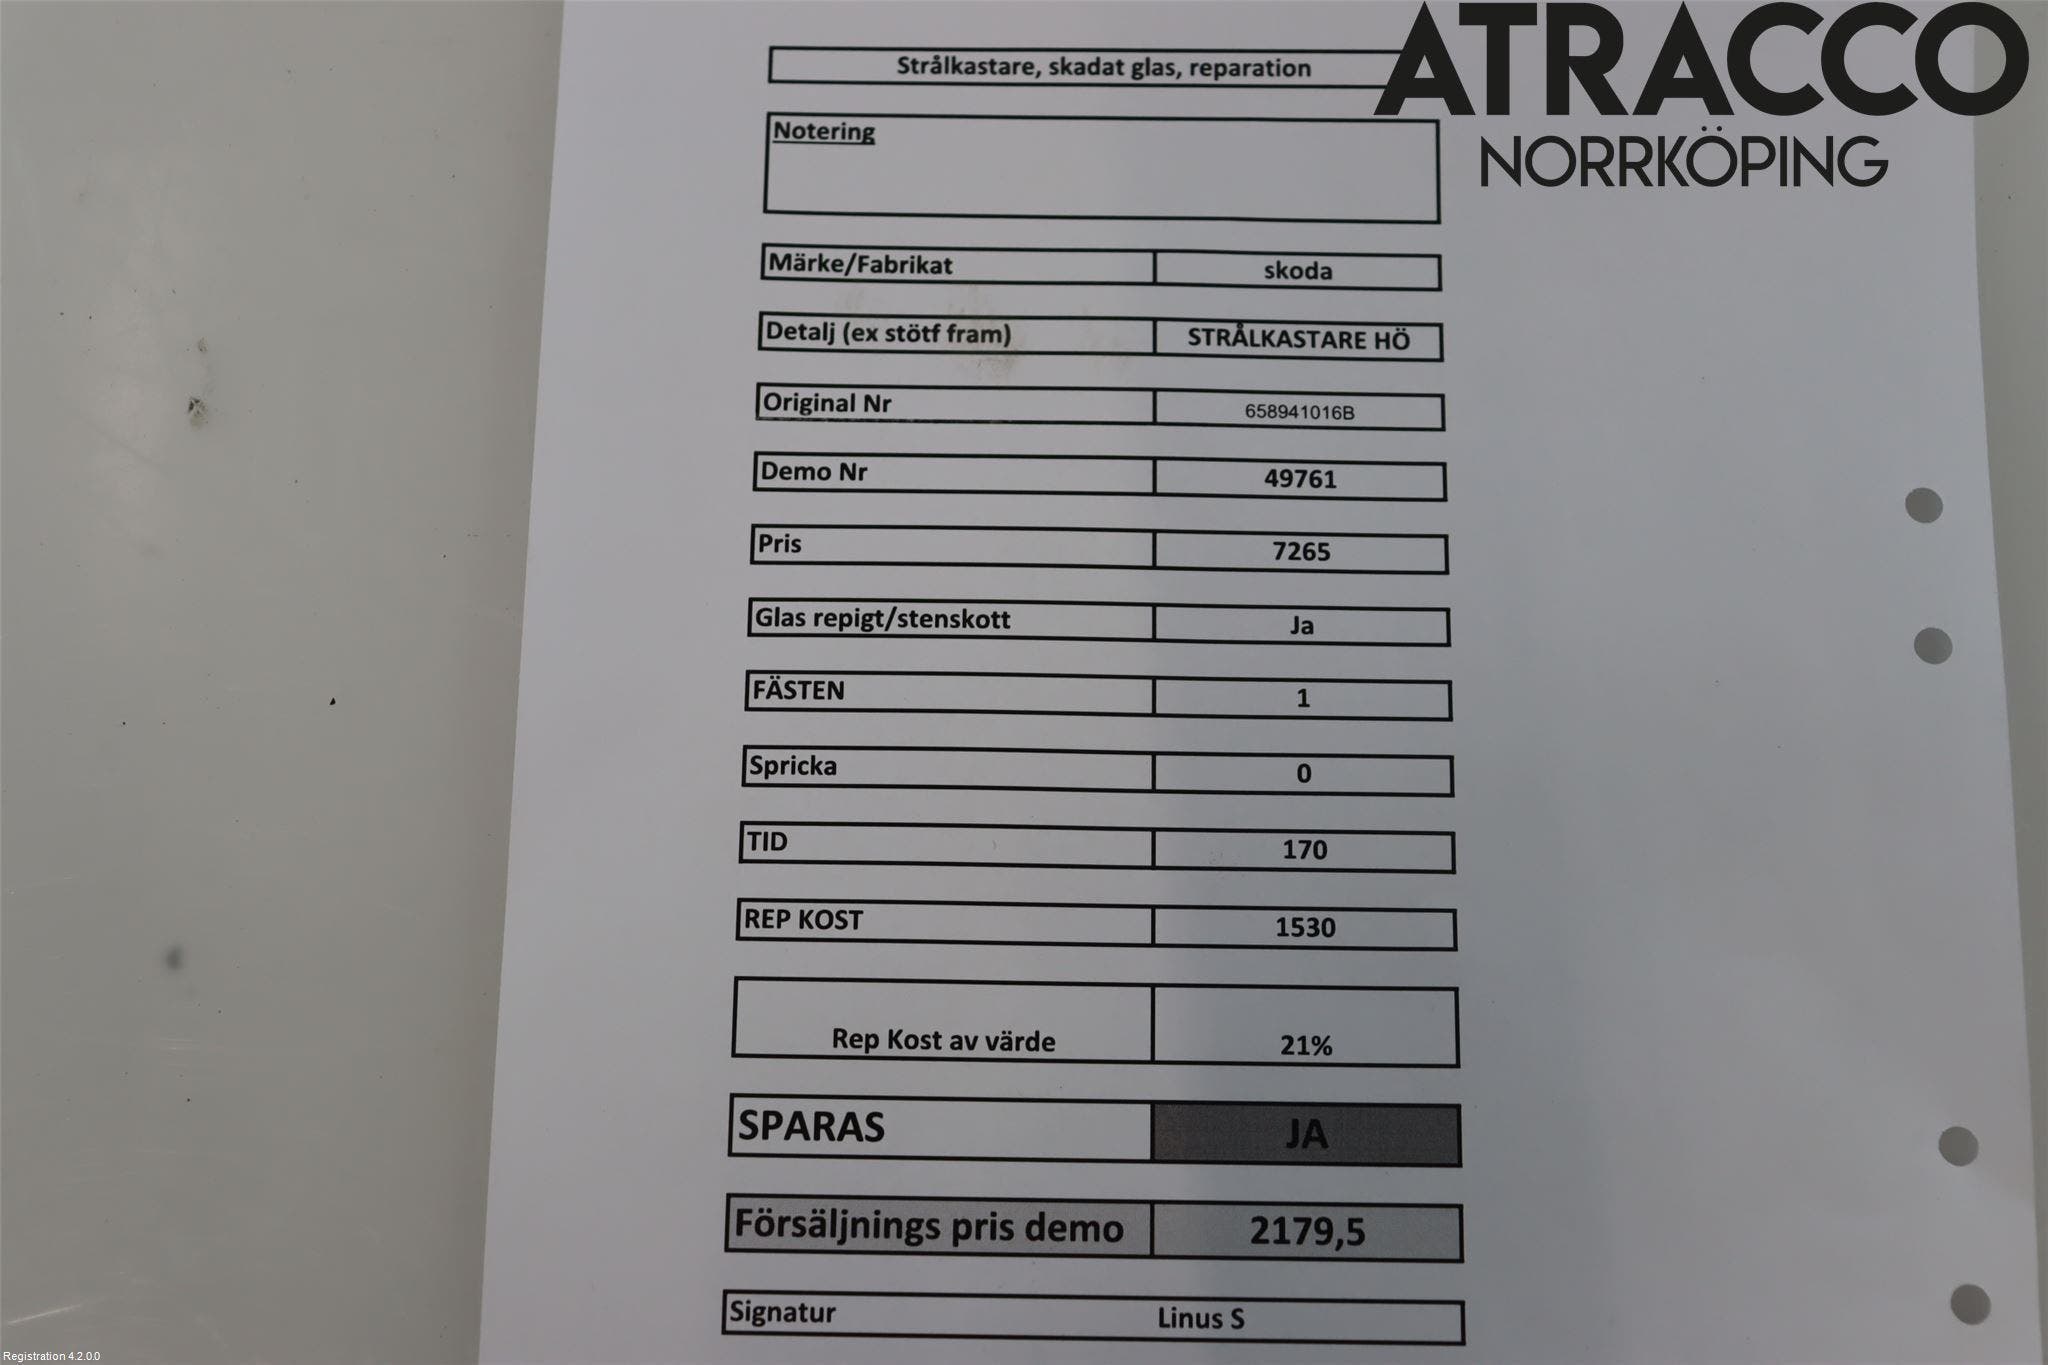 ATRACCO
NORRKÖPING
Strålkastare, skadat glas, reparation
Notering
Märke/Fabrikat skoda
Detalj (ex stötf fram) STRÅLKASTARE HÖ
Original Nr 658941016B
Demo Nr 49761
Pris 7265
Glas repigt/stenskott Ja
FÄSTEN 1
Spricka 0
TID 170
REP KOST 1530
Rep Kost av värde 21%
SPARAS JA
Försäljnings pris demo 2179,5
Signatur Linus S
Registration 4.2.0.0